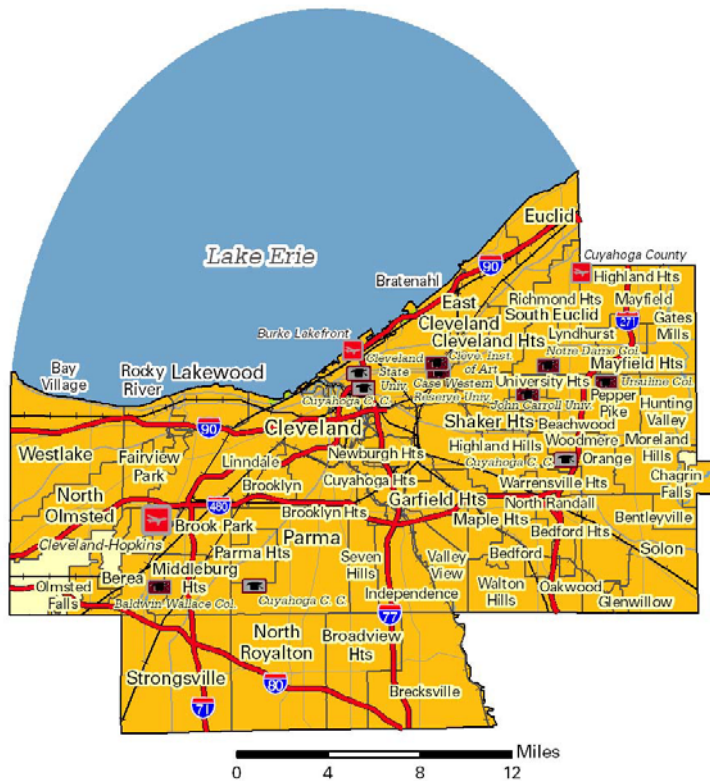 Euclid
Lake Erie
Cuyahoga County
90
Highland Hts
Bratenahl
Richmond Hts
Mayfield
East
Cleveland
South Euclid
271
Gates
Mills
Burke Lakefront
Cleveland Hts
Lyndhurst
Cleveland
State
Univ.
Cleve. Inst.
of Art
Notre Dame Col.
Mayfield Hts
Bay
Village
Rocky
River
Lakewood
Case Western
Reserve Univ.
University Hts
Ursuline Col.
Cuyahoga C. C.
John Carroll Univ.
Pepper
Pike
Hunting
Valley
90
Cleveland
Shaker Hts
Beachwood
Westlake
Fairview
Park
Linndale
Newburgh Hts
Highland Hills
Woodmere
Moreland
Hills
Cuyahoga C. C.
Orange
Brooklyn
Cuyahoga Hts
Warrensville Hts
Chagrin
Falls
North
Olmsted
480
Brooklyn Hts
Garfield Hts
North Randall
Brook Park
Maple Hts
Bentleyville
Cleveland-Hopkins
Parma
Bedford Hts
Parma Hts
Seven
Hills
Valley
View
Bedford
Solon
Olmsted
Falls
Berea
Middleburg
Hts
Walton
Hills
Oakwood
Baldwin Wallace Col.
Cuyahoga C. C.
Independence
Glenwillow
77
North
Royalton
Broadview
Hts
Strongsville
80
Brecksville
71
Miles
0 4 8 12